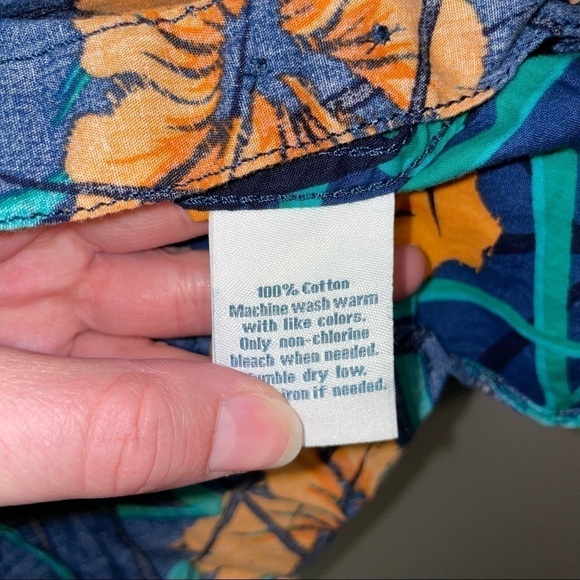 100% Cotton
Machine wash warm
with like colors.
Only non-chlorine
bleach when needed.
dry low.
iron if needed.